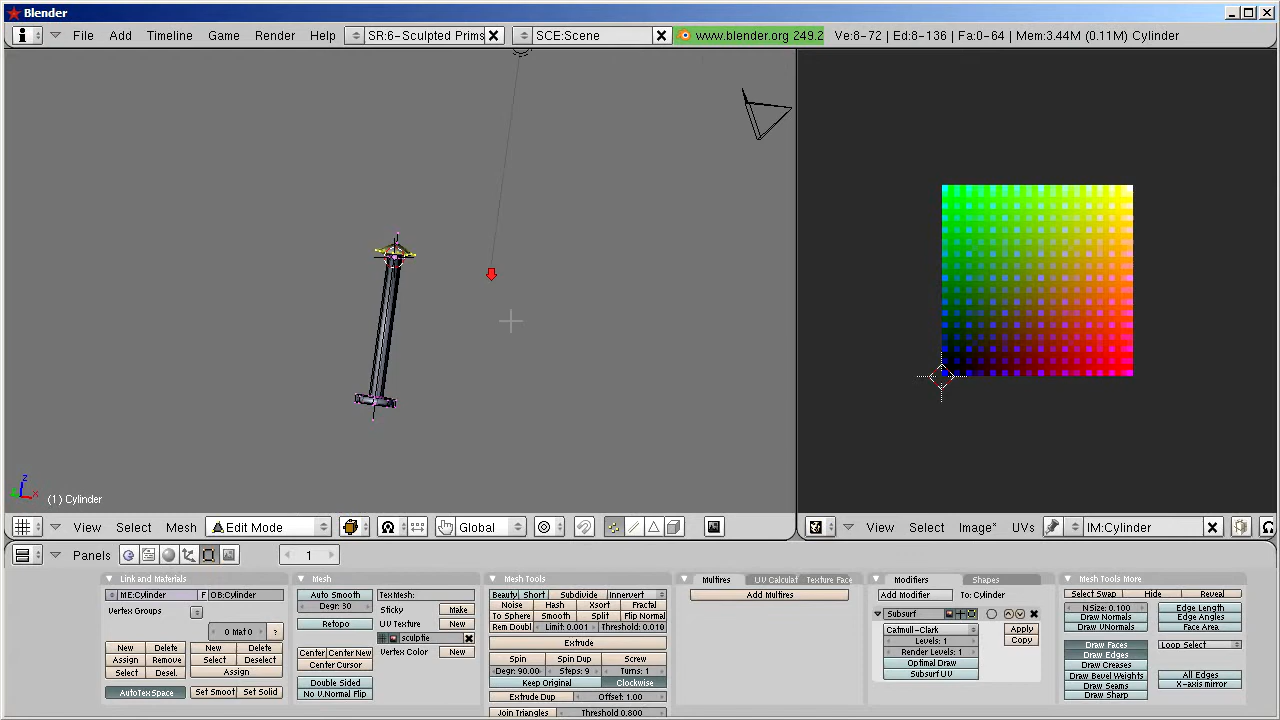 Blender
File Add Timeline Game Render Help SR:6-Sculpted Prims SCE:Scene www.blender.org 249.2 Ve:8-72 | Ed:8-136 | Fa:0-64 | Mem:3.44M (0.11M) Cylinder
z
x
(1) Cylinder
View Select Mesh Edit Mode Global View Select Image* UVs IM:Cylinder
Panels 1
Link and Materials
ME:Cylinder F OB:Cylinder
Vertex Groups
0 Mat 0 ?
New Delete New Delete
Assign Remove Select Deselect
Select Desel. Assign
AutoTexSpace Set Smoot Set Solid
Mesh
Auto Smooth TexMesh:
Degr: 30 Sticky Make
Retopo UV Texture New
sculptie
Center Center New Vertex Color New
Center Cursor
Double Sided
No V.Normal Flip
Mesh Tools
Beauty Short Subdivide Innervert
Noise Hash Xsort Fractal
To Sphere Smooth Split Flip Normal
Rem Doubl Limit: 0.001 Threshold: 0.010
Extrude
Spin Spin Dup Screw
Degr: 90.00 Steps: 9 Turns: 1
Keep Original Clockwise
Extrude Dup Offset: 1.00
Join Triangles Threshold 0.800
Multires UV Calculat Texture Face
Add Multires
Modifiers Shapes
Add Modifier To: Cylinder
Subsurf
Catmull-Clark Apply
Levels: 1 Copy
Render Levels: 1
Optimal Draw
Subsurf UV
Mesh Tools More
Select Swap Hide Reveal
NSize: 0.100 Edge Length
Draw Normals Edge Angles
Draw VNormals Face Area
Draw Faces Loop Select
Draw Edges
Draw Creases
Draw Bevel Weights All Edges
Draw Seams X-axis mirror
Draw Sharp